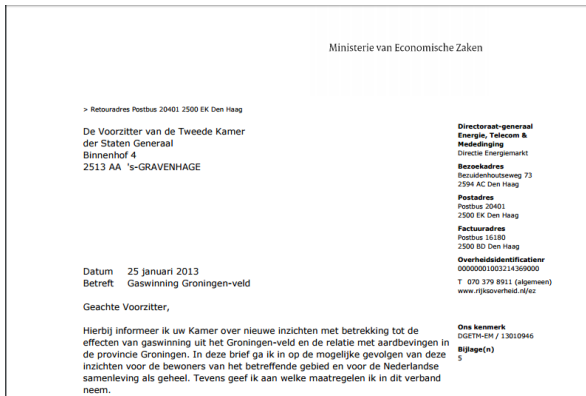 Ministerie van Economische Zaken
> Retouradres Postbus 20401 2500 EK Den Haag
De Voorzitter van de Tweede Kamer
der Staten Generaal
Binnenhof 4
2513 AA 's-GRAVENHAGE
Directoraat-generaal
Energie, Telecom &
Mededinging
Directie Energiemarkt
Bezoekadres
Bezuidenhoutseweg 73
2594 AC Den Haag
Postadres
Postbus 20401
2500 EK Den Haag
Factuuradres
Postbus 16180
2500 BD Den Haag
Overheidsidentificatienr
00000001003214369000
T 070 379 8911 (algemeen)
www.rijksoverheid.nl/ez
Datum 25 januari 2013
Betreft Gaswinning Groningen-veld
Geachte Voorzitter,
Hierbij informeer ik uw Kamer over nieuwe inzichten met betrekking tot de
effecten van gaswinning uit het Groningen-veld en de relatie met aardbevingen in
de provincie Groningen. In deze brief ga ik in op de mogelijke gevolgen van deze
inzichten voor de bewoners van het betreffende gebied en voor de Nederlandse
samenleving als geheel. Tevens geef ik aan welke maatregelen ik in dit verband
neem.
Ons kenmerk
DGETM-EM / 13010946
Bijlage(n)
5